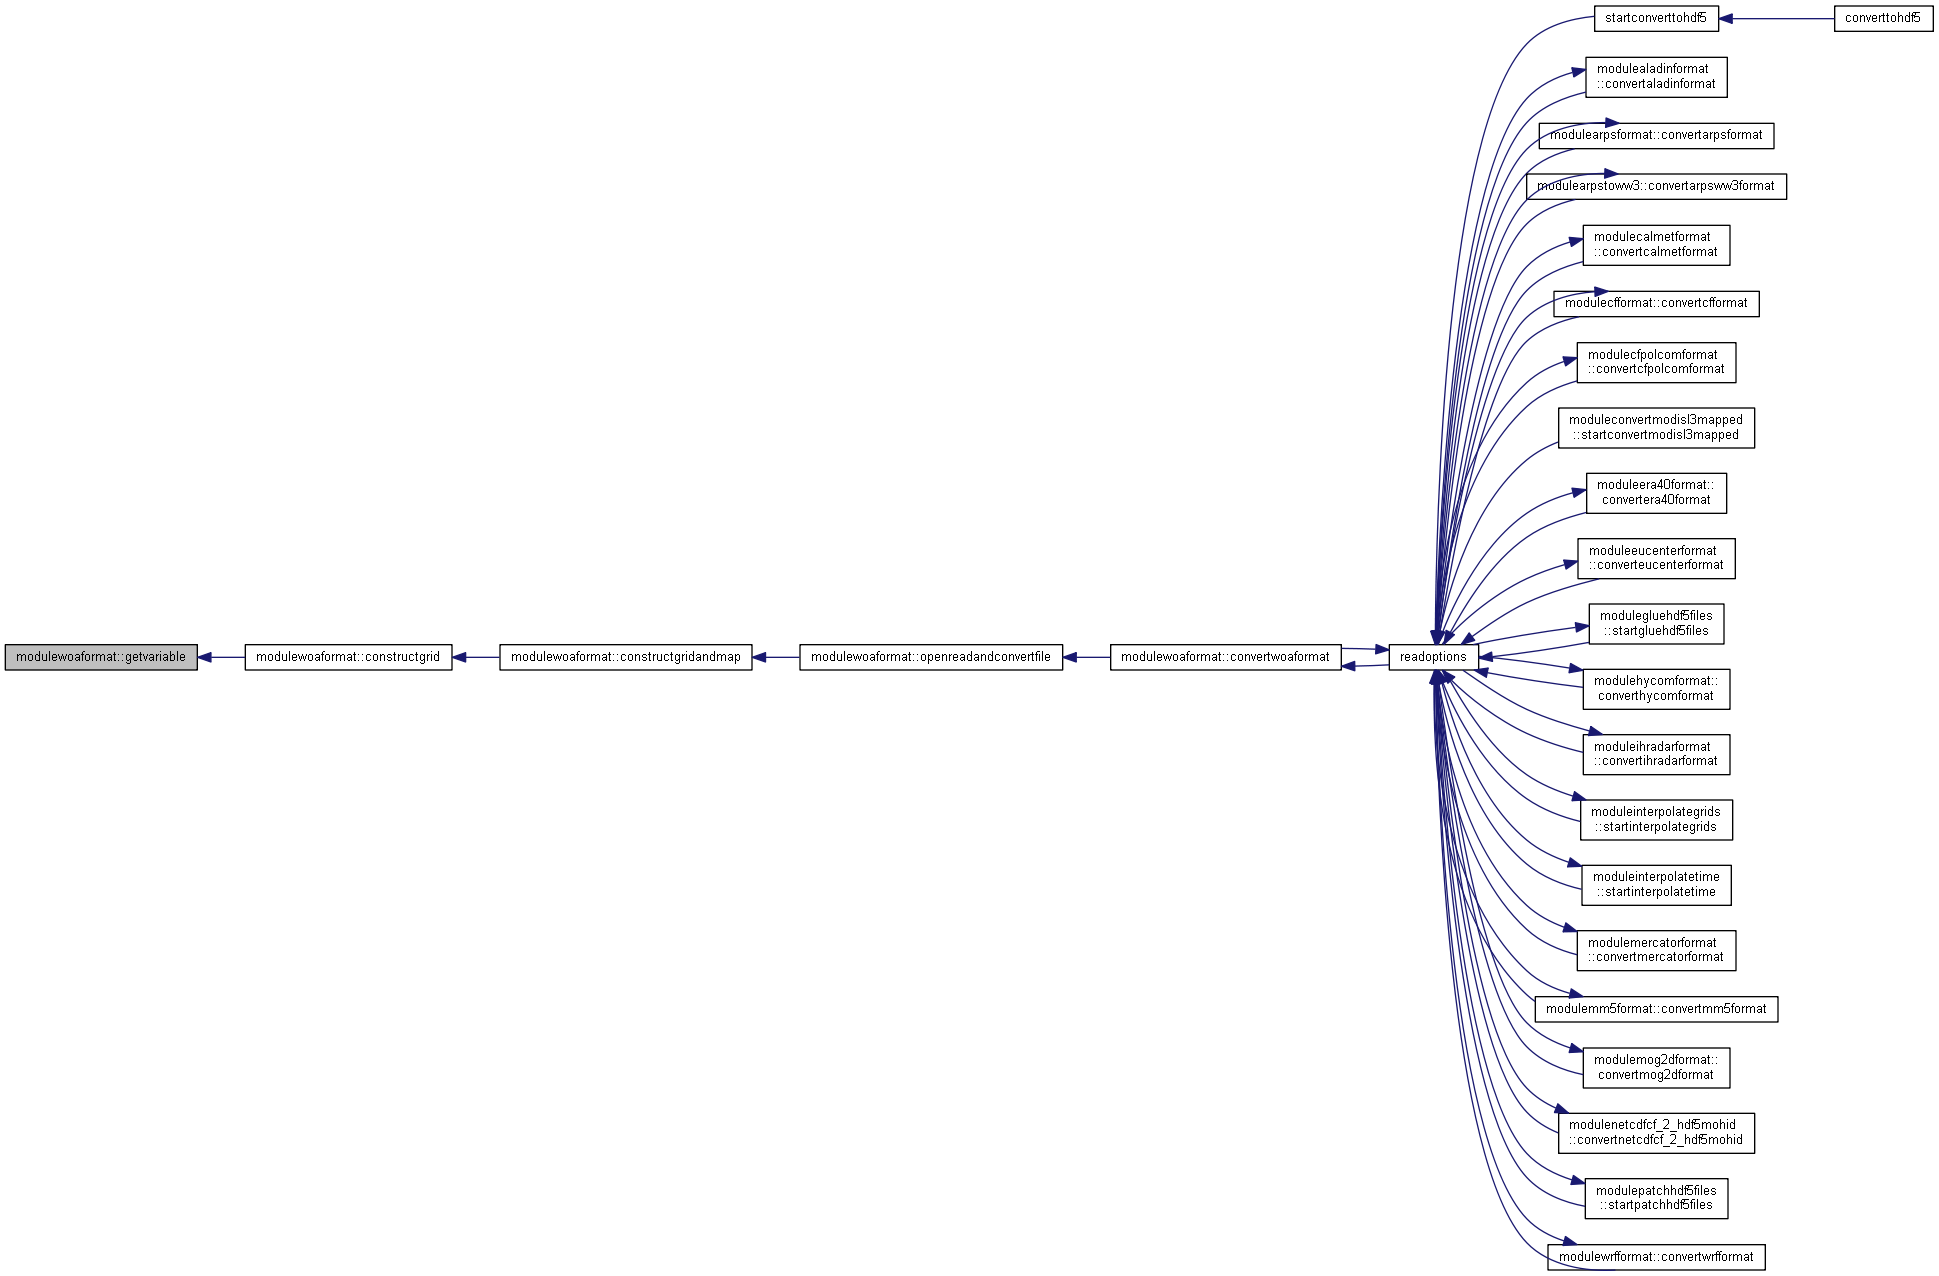 startconverttohdf5
converttohdf5
modulealadinformat
::convertaladinformat
modulearpsformat::convertarpsformat
modulearpstoww3::convertarpsww3format
modulecalmetformat
::convertcalmetformat
modulecfformat::convertcfformat
modulecfpolcomformat
::convertcfpolcomformat
moduleconvertmodisl3mapped
::startconvertmodisl3mapped
moduleera40format::
convertera40format
moduleeucenterformat
::converteucenterformat
modulegluehdf5files
::startgluehdf5files
modulewoaformat::getvariable
modulewoaformat::constructgrid
modulewoaformat::constructgridandmap
modulewoaformat::openreadandconvertfile
modulewoaformat::convertwoaformat
readoptions
modulehycomformat::
converthycomformat
moduleihradarformat
::convertihradarformat
moduleinterpolategrids
::startinterpolategrids
moduleinterpolatetime
::startinterpolatetime
modulemercatorformat
::convertmercatorformat
modulemm5format::convertmm5format
modulemog2dformat::
convertmog2dformat
modulenetcdfcf_2_hdf5mohid
::convertnetcdfcf_2_hdf5mohid
modulepatchhdf5files
::startpatchhdf5files
modulewrfformat::convertwrfformat